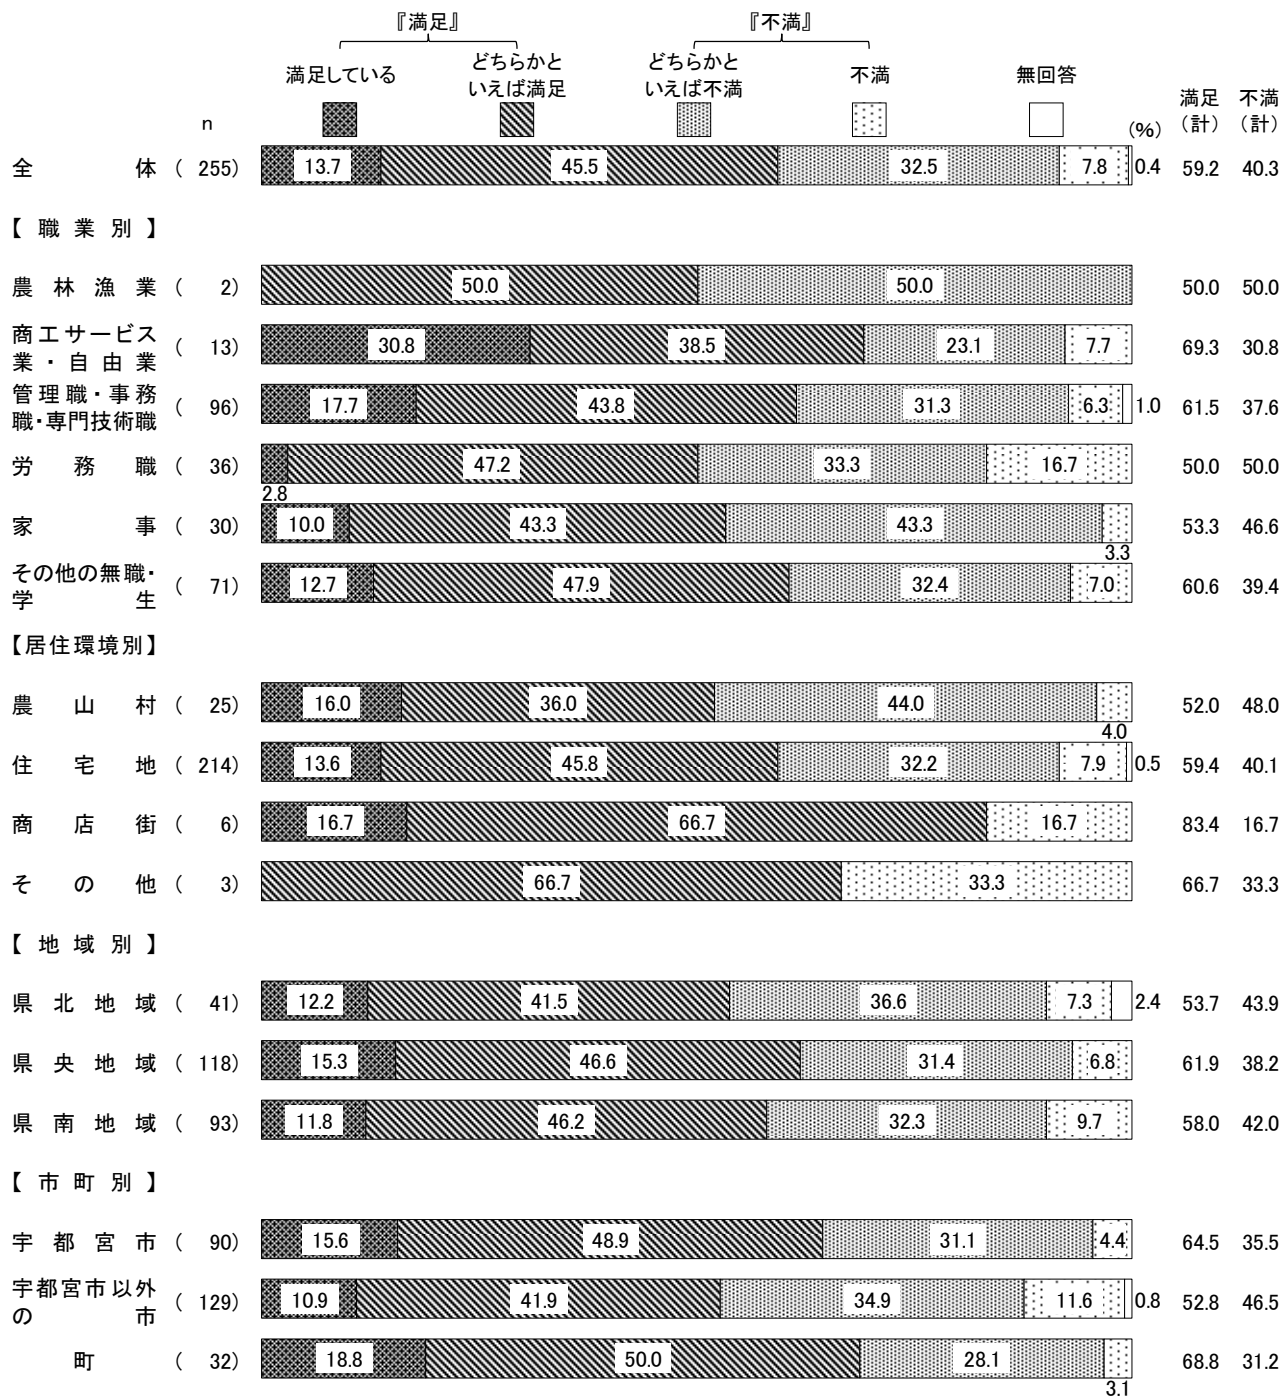 『満足』 『不満』
満足している どちらかと どちらかと 不満 無回答
いえば満足 いえば不満
満足 不満
n (%) (計) (計)
全体 ( 255) 13.7 45.5 32.5 7.8 0.4 59.2 40.3
【職業別】
農林漁業 ( 2) 50.0 50.0 50.0 50.0
商工サービス
業・自由業 ( 13) 30.8 38.5 23.1 7.7 69.3 30.8
管理職・事務
職・専門技術職 ( 96) 17.7 43.8 31.3 6.3 1.0 61.5 37.6
労務職 ( 36) 2.8 47.2 33.3 16.7 50.0 50.0
家事 ( 30) 10.0 43.3 43.3 3.3 53.3 46.6
その他の無職・
学生 ( 71) 12.7 47.9 32.4 7.0 60.6 39.4
【居住環境別】
農山村 ( 25) 16.0 36.0 44.0 4.0 52.0 48.0
住宅地 ( 214) 13.6 45.8 32.2 7.9 0.5 59.4 40.1
商店街 ( 6) 16.7 66.7 16.7 83.4 16.7
その他 ( 3) 66.7 33.3 66.7 33.3
【地域別】
県北地域 ( 41) 12.2 41.5 36.6 7.3 2.4 53.7 43.9
県央地域 ( 118) 15.3 46.6 31.4 6.8 61.9 38.2
県南地域 ( 93) 11.8 46.2 32.3 9.7 58.0 42.0
【市町別】
宇都宮市 ( 90) 15.6 48.9 31.1 4.4 64.5 35.5
宇都宮市以外
の市 ( 129) 10.9 41.9 34.9 11.6 0.8 52.8 46.5
町 ( 32) 18.8 50.0 28.1 3.1 68.8 31.2